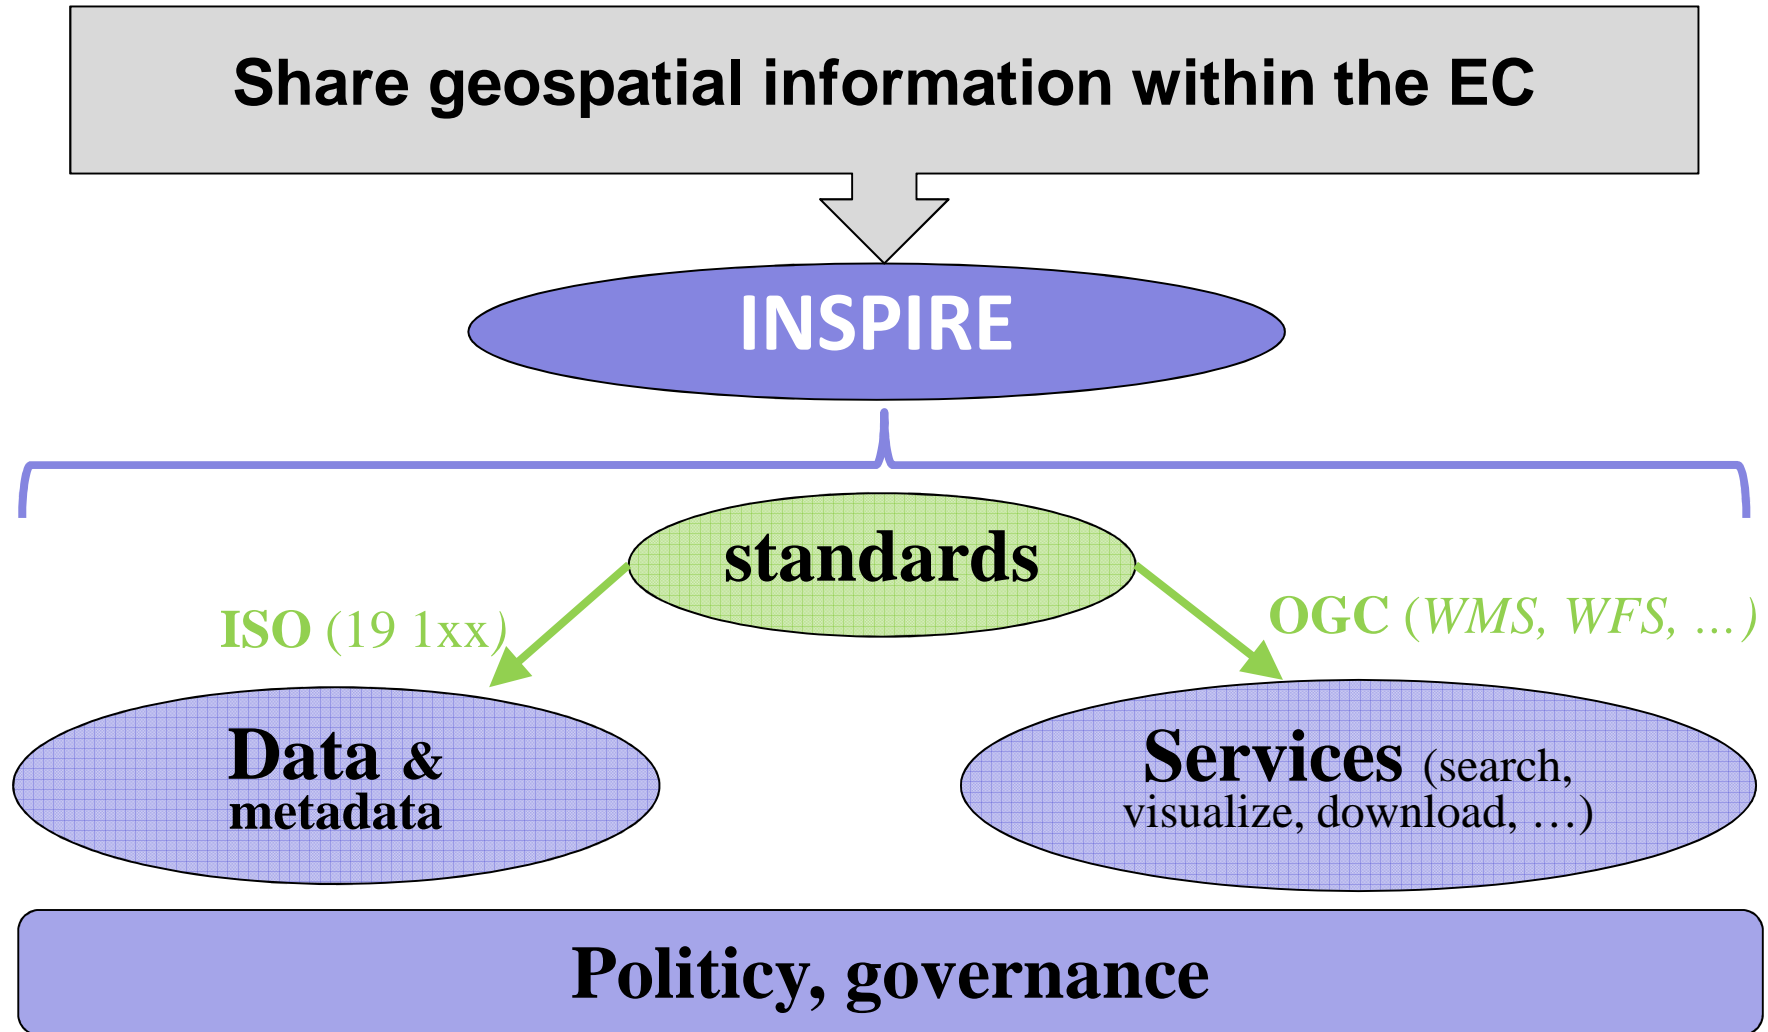 Share geospatial information within the EC
INSPIRE
standards
ISO (19 1xx)
OGC (WMS, WFS, …)
Data &
metadata
Services (search,
visualize, download, …)
Politicy, governance